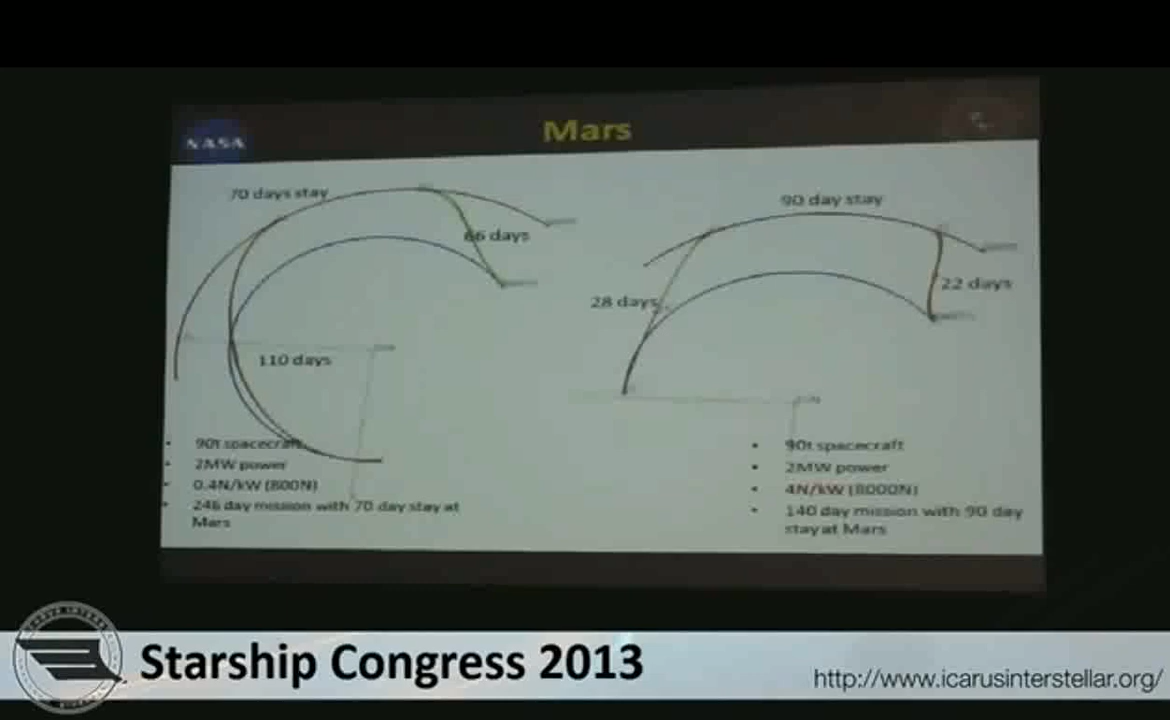 NASA
Mars
70 days stay
66 days
110 days
90t spacecraft
2MW power
0.4N/kW (800N)
246 day mission with 70 day stay at
Mars
90 day stay
28 days
22 days
90t spacecraft
2MW power
4N/kW (8000N)
140 day mission with 90 day
stay at Mars
Starship Congress 2013
http://www.icarusinterstellar.org/